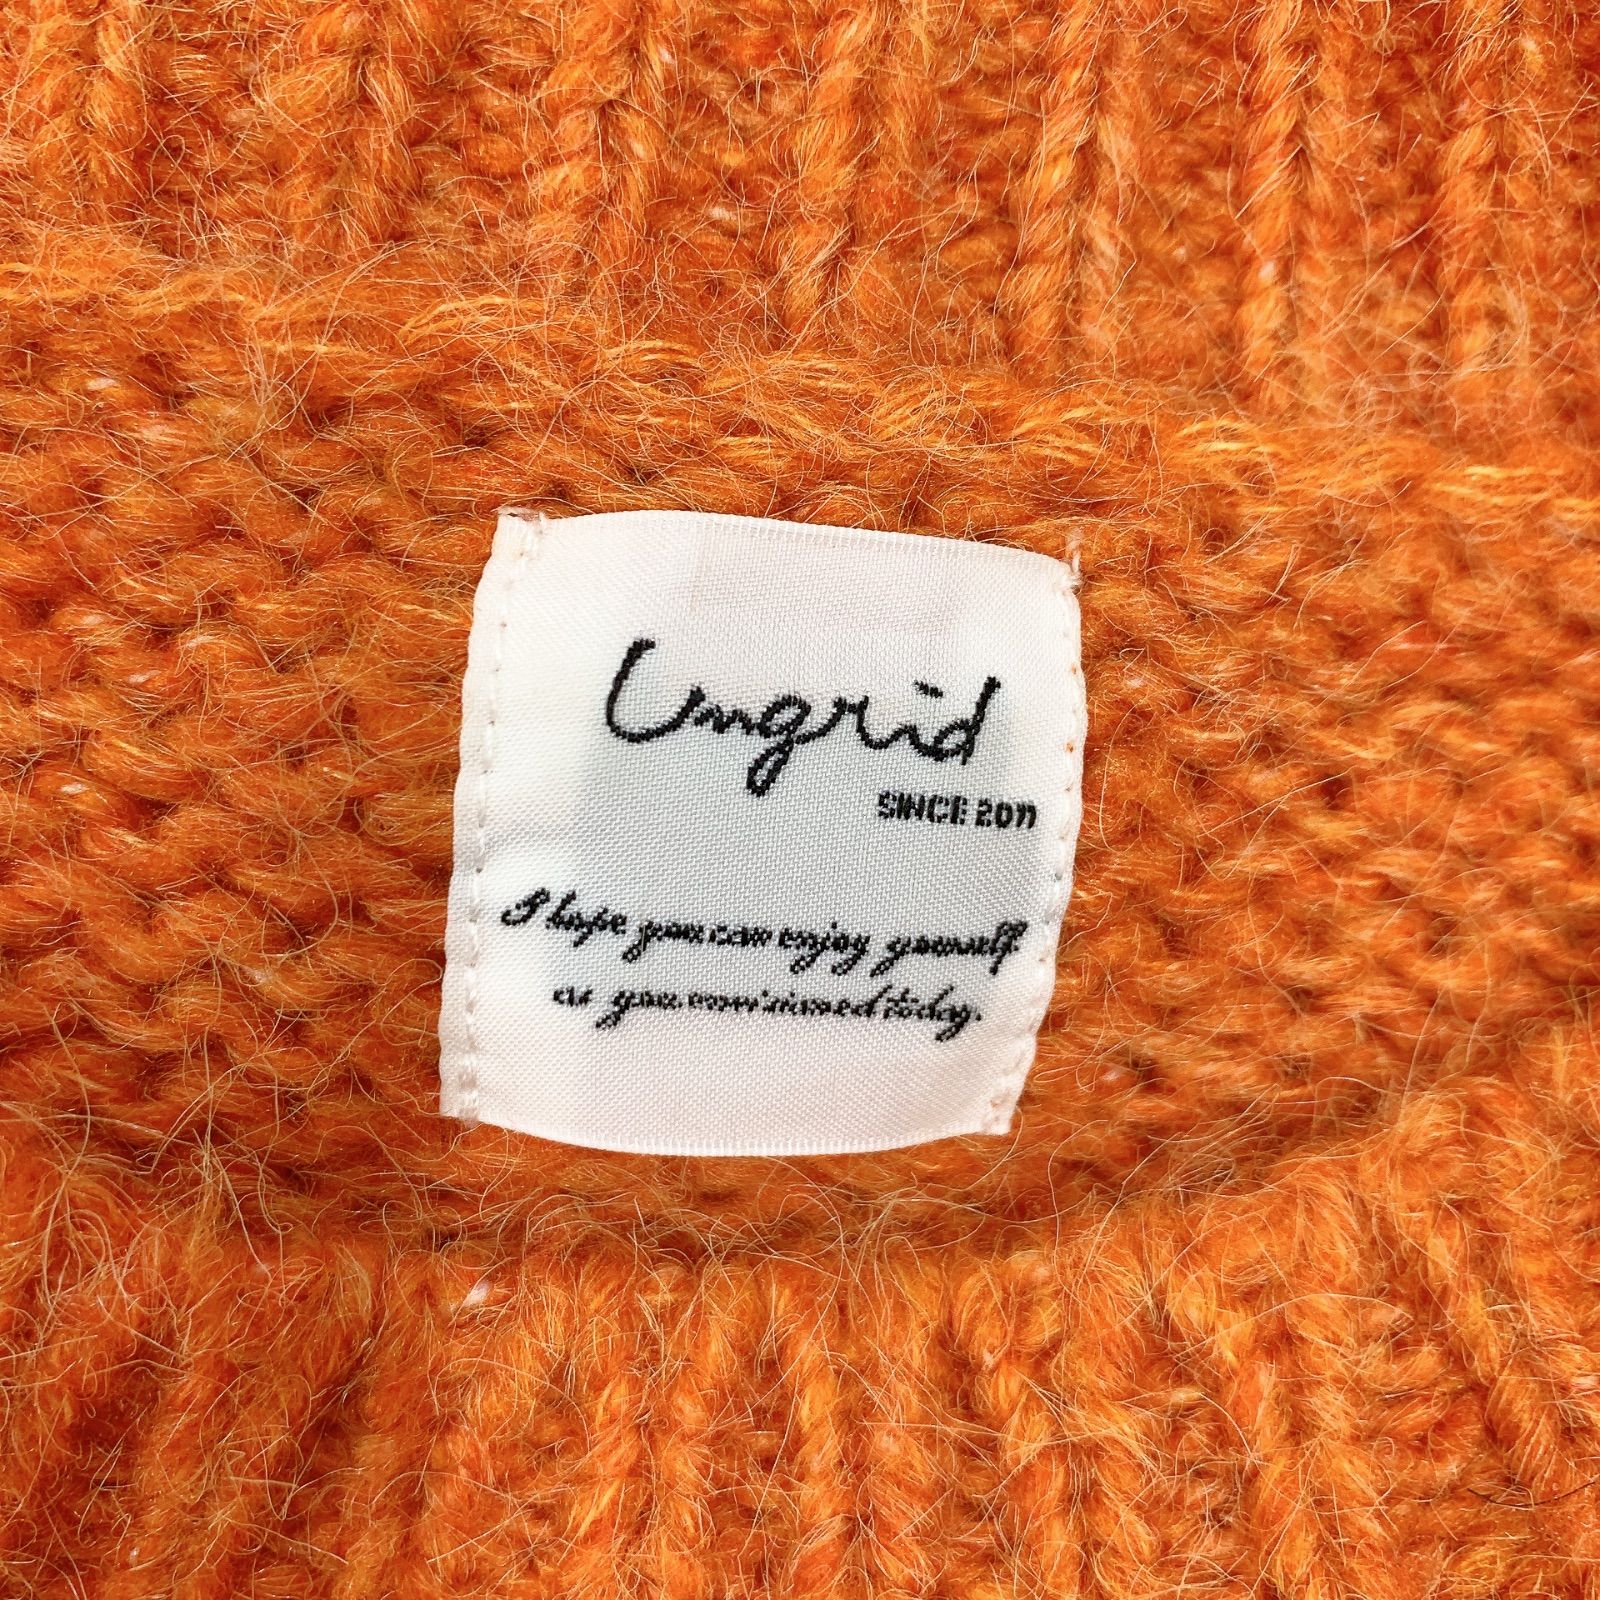 Ungrid
SINCE 2011
I hope you can enjoy yourself
as you envisioned today.